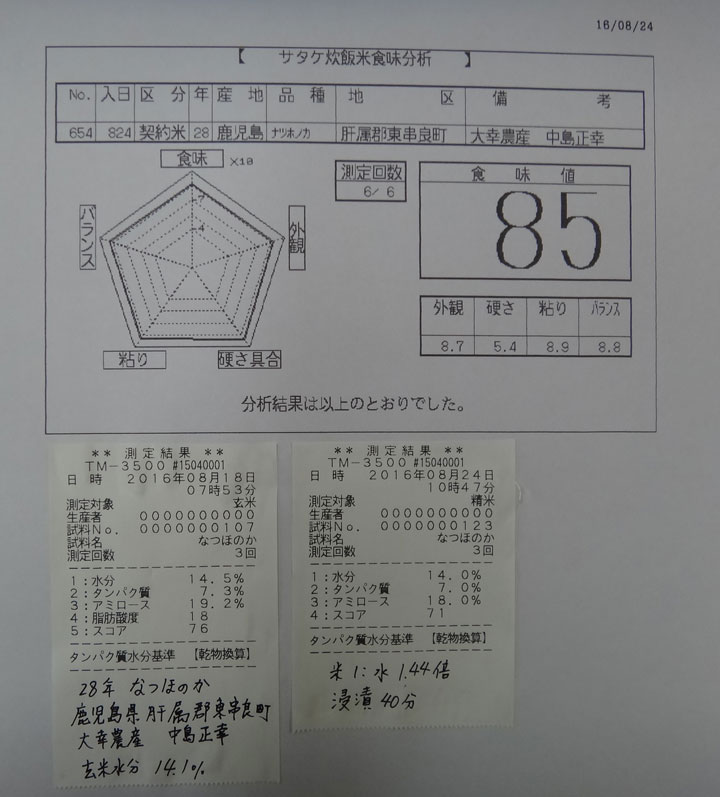 16/08/24
【 サタケ炊飯米食味分析 】
No. 入日 区分 年 産地 品種 地区 備考
654 824 契約米 28 鹿児島 ナツホノカ 肝属郡東串良町 大幸農産 中島正幸
食味 ×10
7
4
バランス
外観
粘り
硬さ具合
測定回数
6/ 6
食味値
85
外観 硬さ 粘り バランス
8.7 5.4 8.9 8.8
分析結果は以上のとおりでした。
** 測定結果 **
TM-3500 #15040001
日 時 2016年08月18日
07時53分
測定対象 玄米
生産者 0000000000
試料No. 0000000107
試料名 なつほのか
測定回数 3回
1:水分 14.5%
2:タンパク質 7.3%
3:アミロース 19.2%
4:脂肪酸度 18
5:スコア 76
タンパク質水分基準 【乾物換算】
28年 なつほのか
鹿児島県肝属郡東串良町
大幸農産 中島正幸
玄米水分 14.1%
** 測定結果 **
TM-3500 #15040001
日 時 2016年08月24日
10時47分
測定対象 精米
生産者 0000000000
試料No. 0000000123
試料名 なつほのか
測定回数 3回
1:水分 14.0%
2:タンパク質 7.0%
3:アミロース 18.0%
4:スコア 71
タンパク質水分基準 【乾物換算】
米1:水1.44倍
浸漬40分